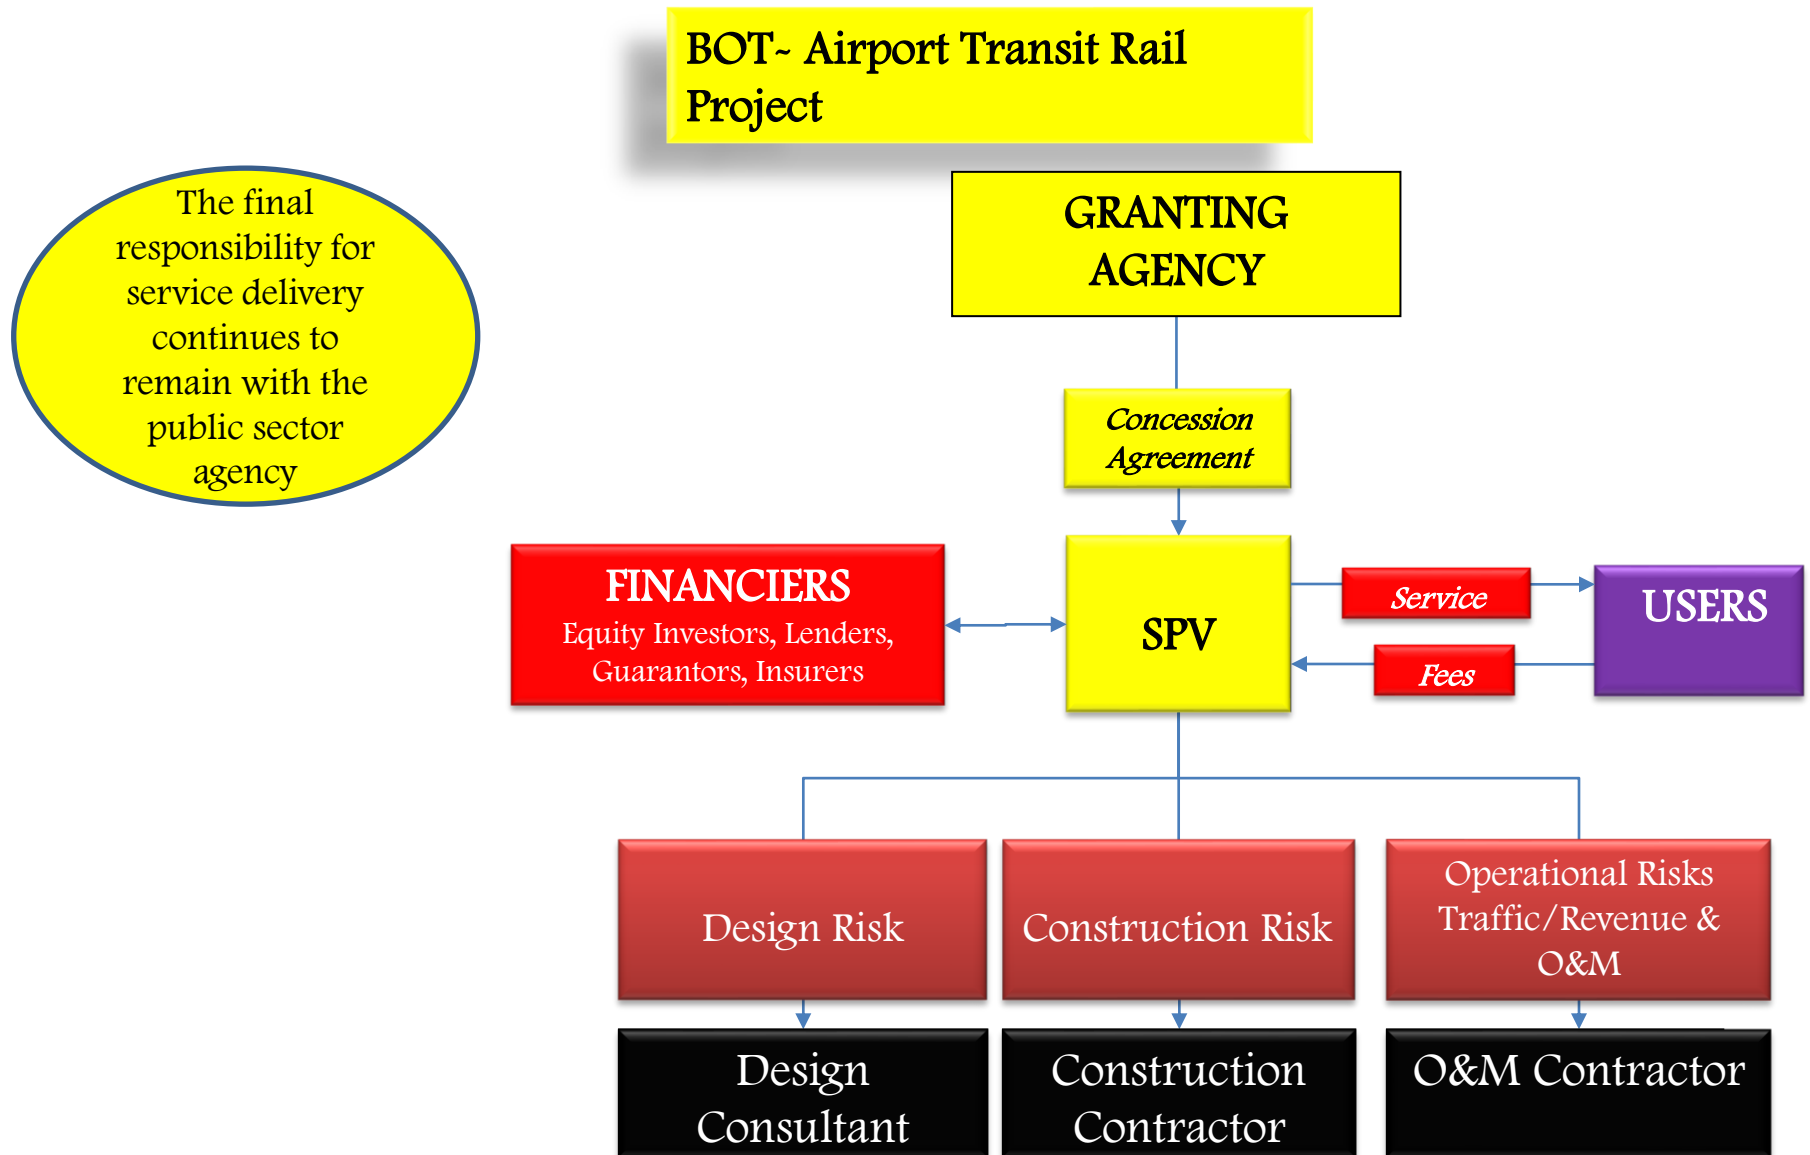 BOT~ Airport Transit Rail
Project
The final
responsibility for
service delivery
continues to
remain with the
public sector
agency
GRANTING
AGENCY
Concession
Agreement
FINANCIERS
Equity Investors, Lenders,
Guarantors, Insurers
SPV
Service
Fees
USERS
Design Risk
Construction Risk
Operational Risks
Traffic/Revenue &
O&M
Design
Consultant
Construction
Contractor
O&M Contractor